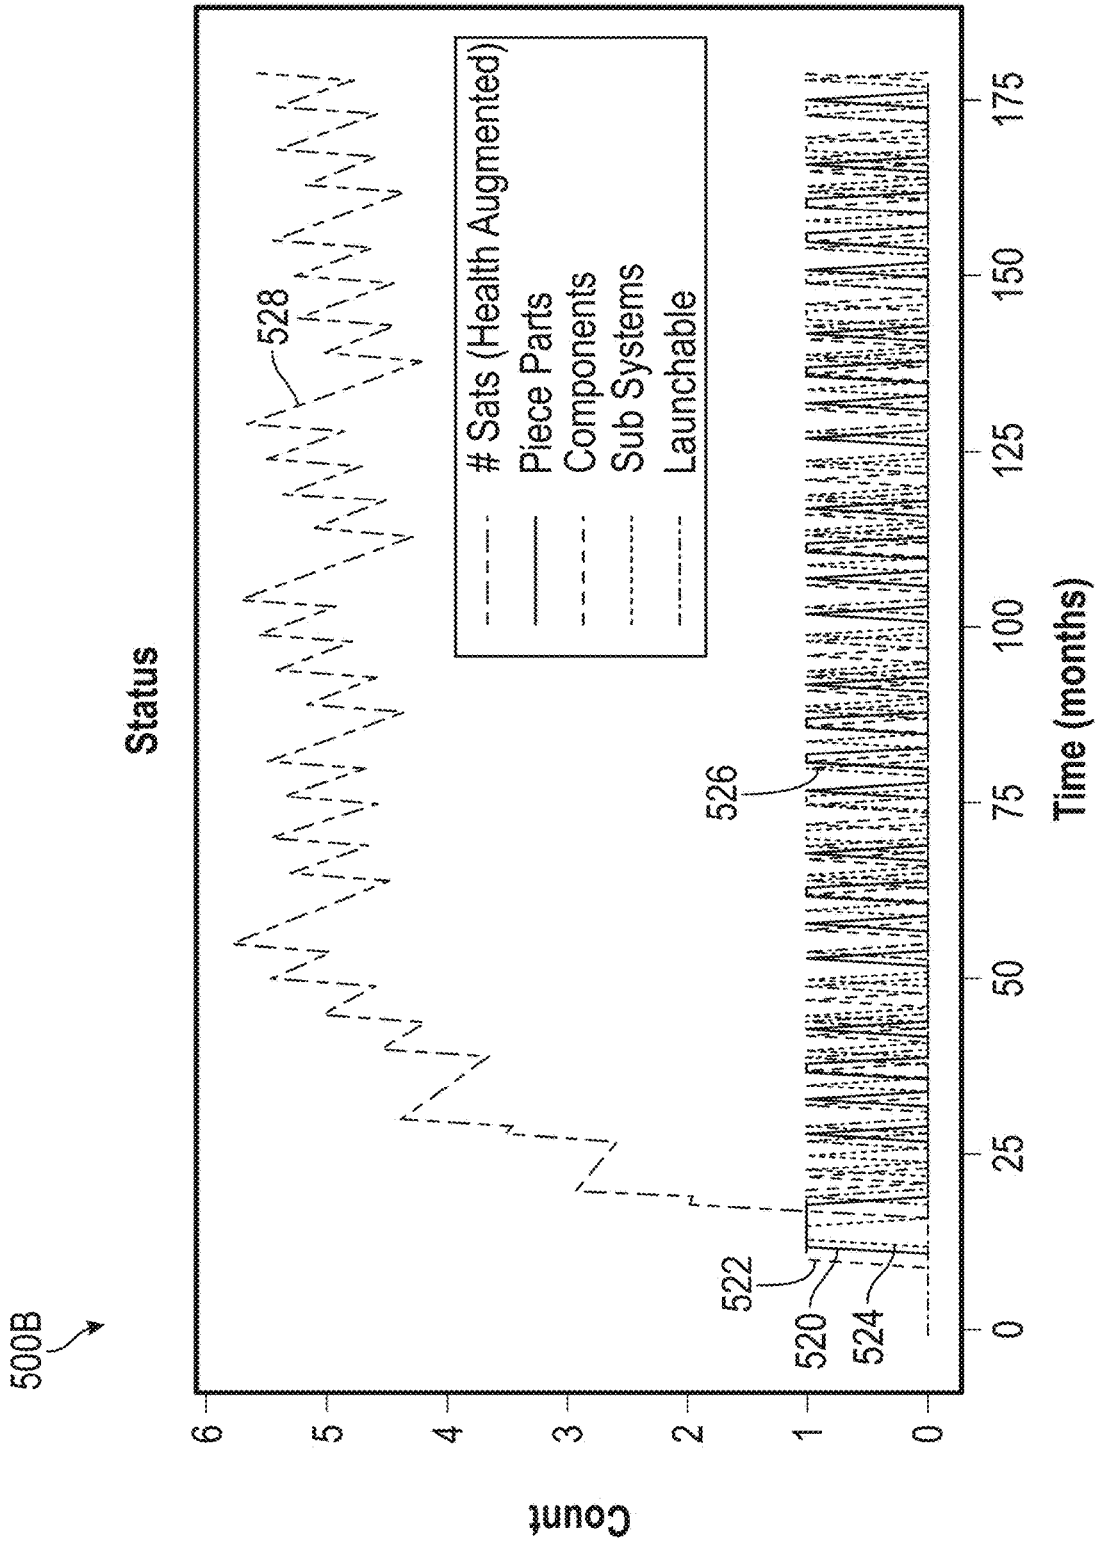 500B
Status
Count
6
5
4
3
2
1
0
528
# Sats (Health Augmented)
Piece Parts
Components
Sub Systems
Launchable
522
520
524
526
0
25
50
75
100
125
150
175
Time (months)